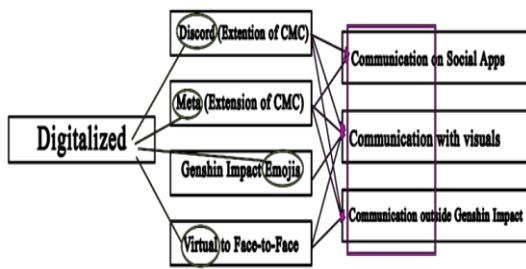 Digitalized
Discord (Extention of CMC)
Meta (Extension of CMC)
Genshin Impact Emojis
Virtual to Face-to-Face
Communication on Social Apps
Communication with visuals
Communication outside Genshin Impact